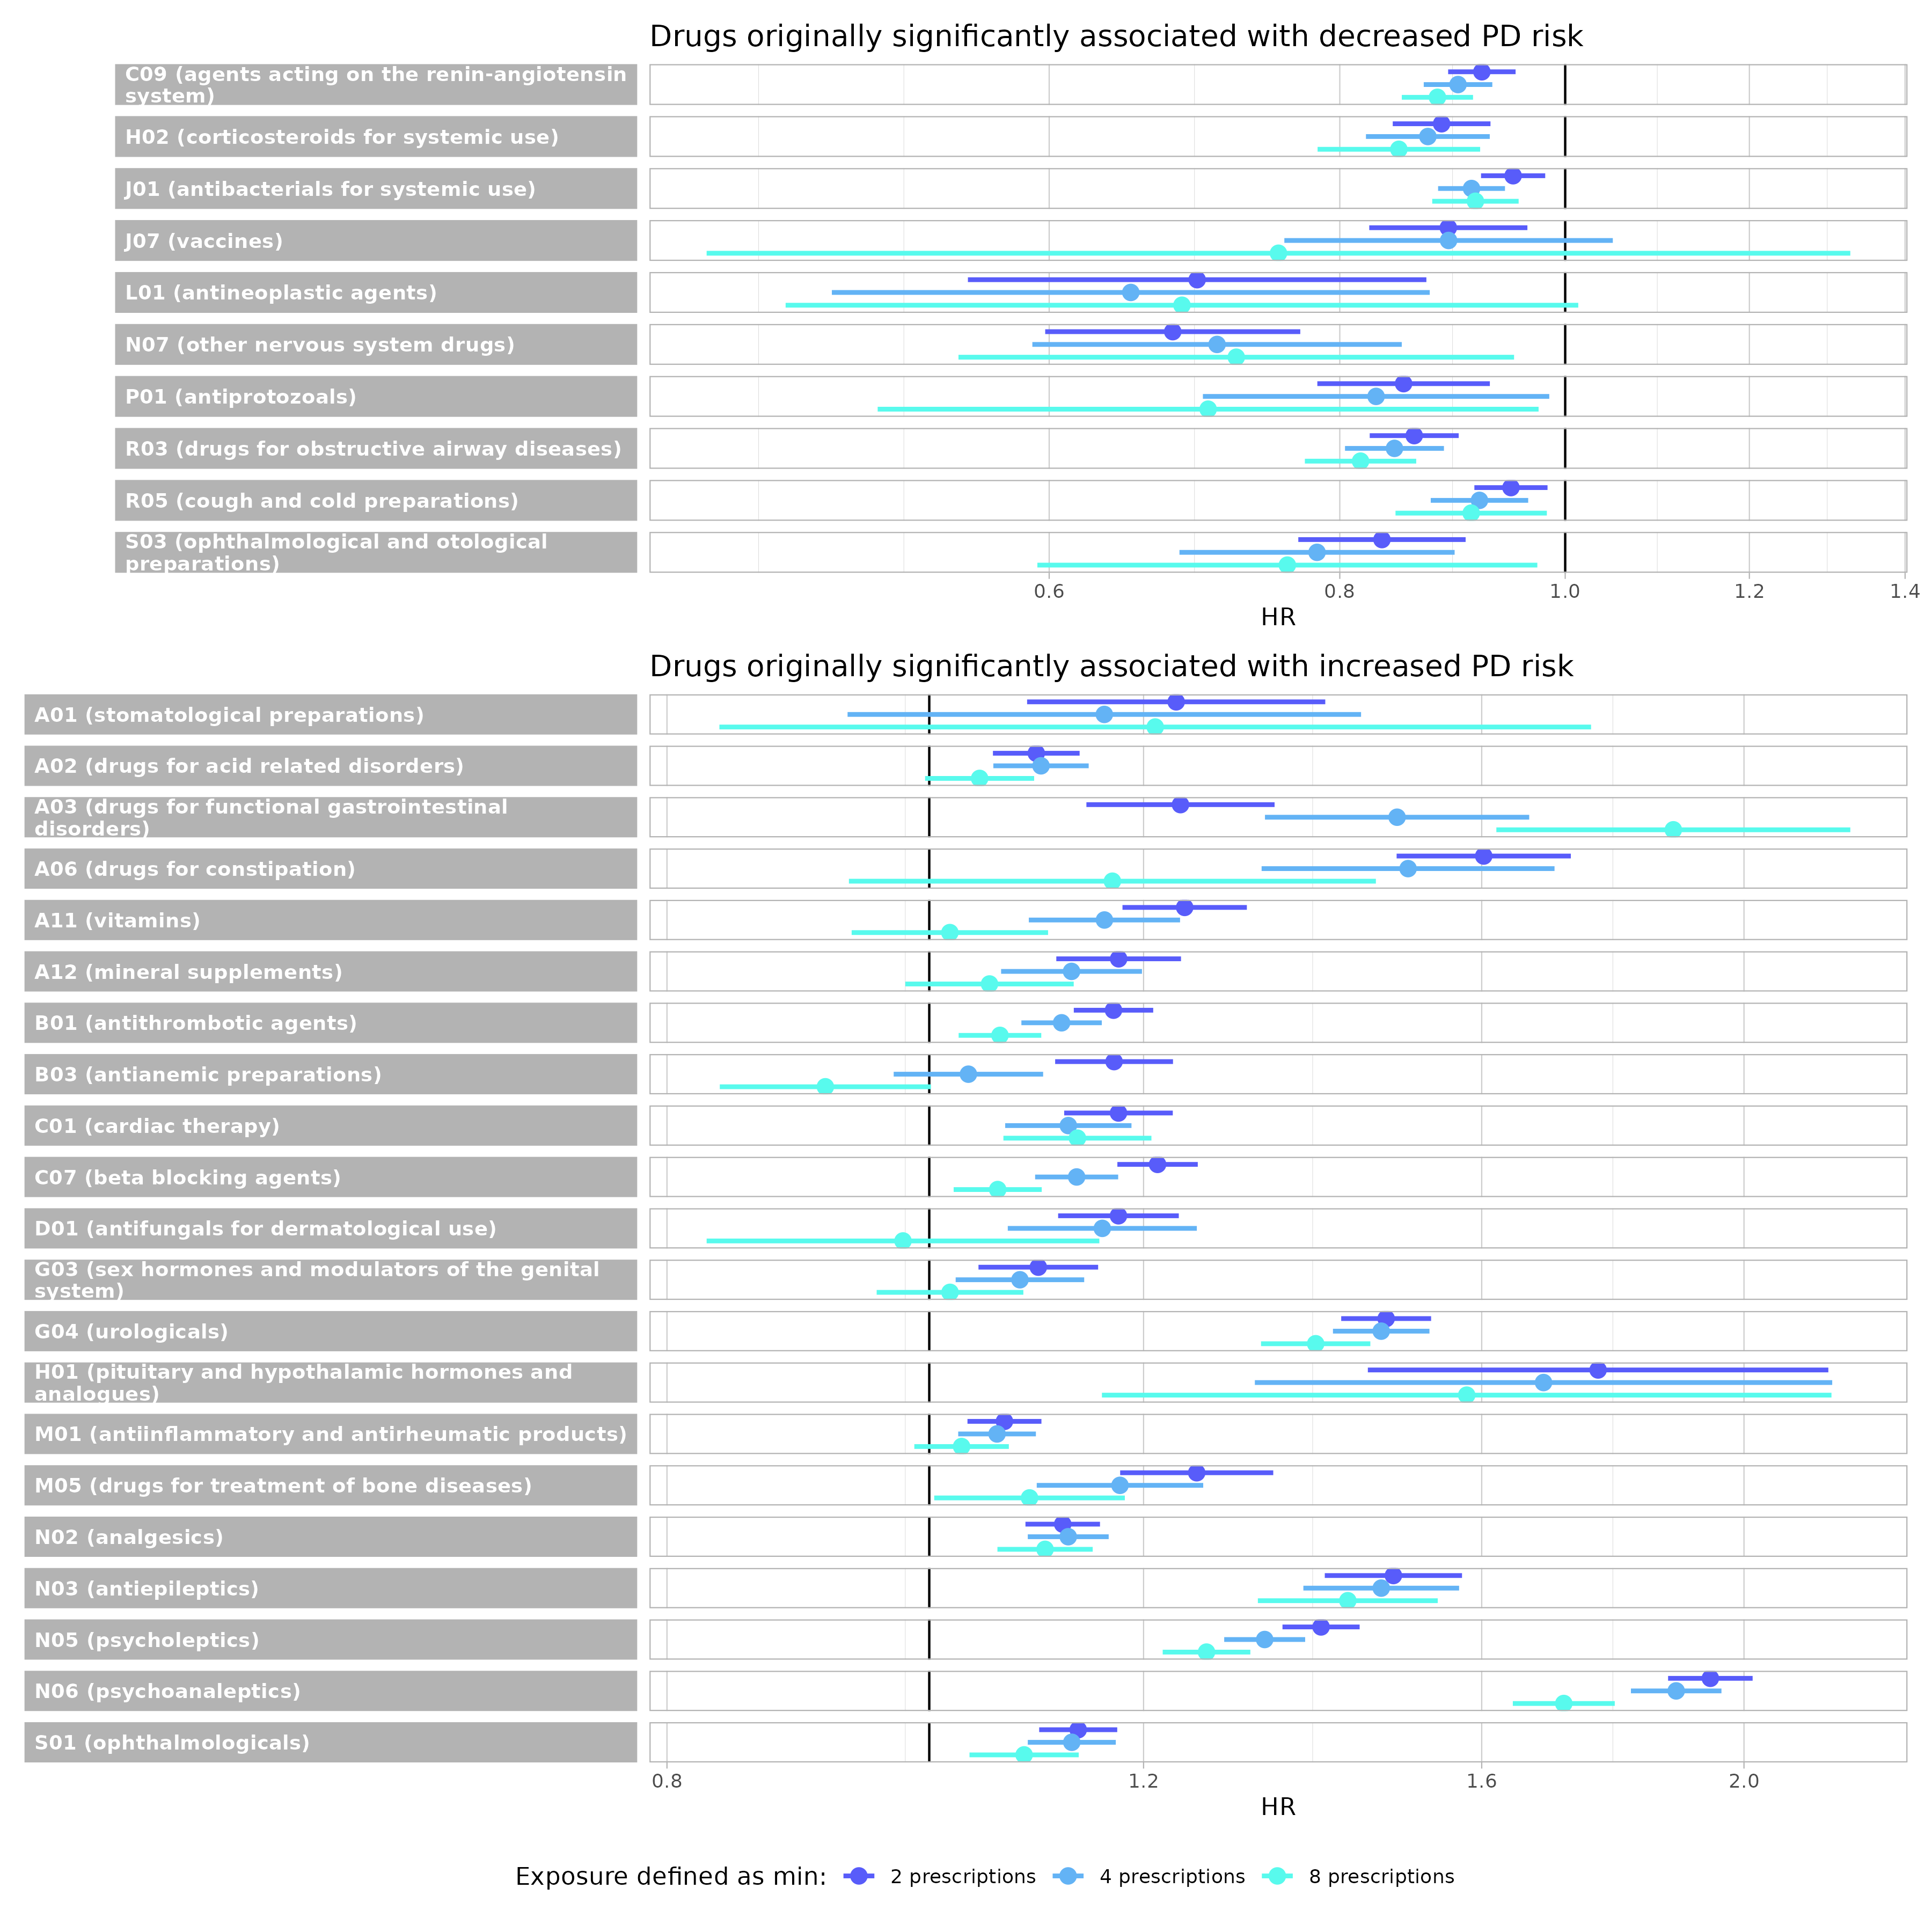 Drugs originally significantly associated with decreased PD risk
C09 (agents acting on the renin-angiotensin
system)
H02 (corticosteroids for systemic use)
J01 (antibacterials for systemic use)
J07 (vaccines)
L01 (antineoplastic agents)
N07 (other nervous system drugs)
P01 (antiprotozoals)
R03 (drugs for obstructive airway diseases)
R05 (cough and cold preparations)
S03 (ophthalmological and otological
preparations)
0.6 0.8 1.0 1.2 1.4
HR
Drugs originally significantly associated with increased PD risk
A01 (stomatological preparations)
A02 (drugs for acid related disorders)
A03 (drugs for functional gastrointestinal
disorders)
A06 (drugs for constipation)
A11 (vitamins)
A12 (mineral supplements)
B01 (antithrombotic agents)
B03 (antianemic preparations)
C01 (cardiac therapy)
C07 (beta blocking agents)
D01 (antifungals for dermatological use)
G03 (sex hormones and modulators of the genital
system)
G04 (urologicals)
H01 (pituitary and hypothalamic hormones and
analogues)
M01 (antiinflammatory and antirheumatic products)
M05 (drugs for treatment of bone diseases)
N02 (analgesics)
N03 (antiepileptics)
N05 (psycholeptics)
N06 (psychoanaleptics)
S01 (ophthalmologicals)
0.8 1.2 1.6 2.0
HR
Exposure defined as min: 2 prescriptions 4 prescriptions 8 prescriptions